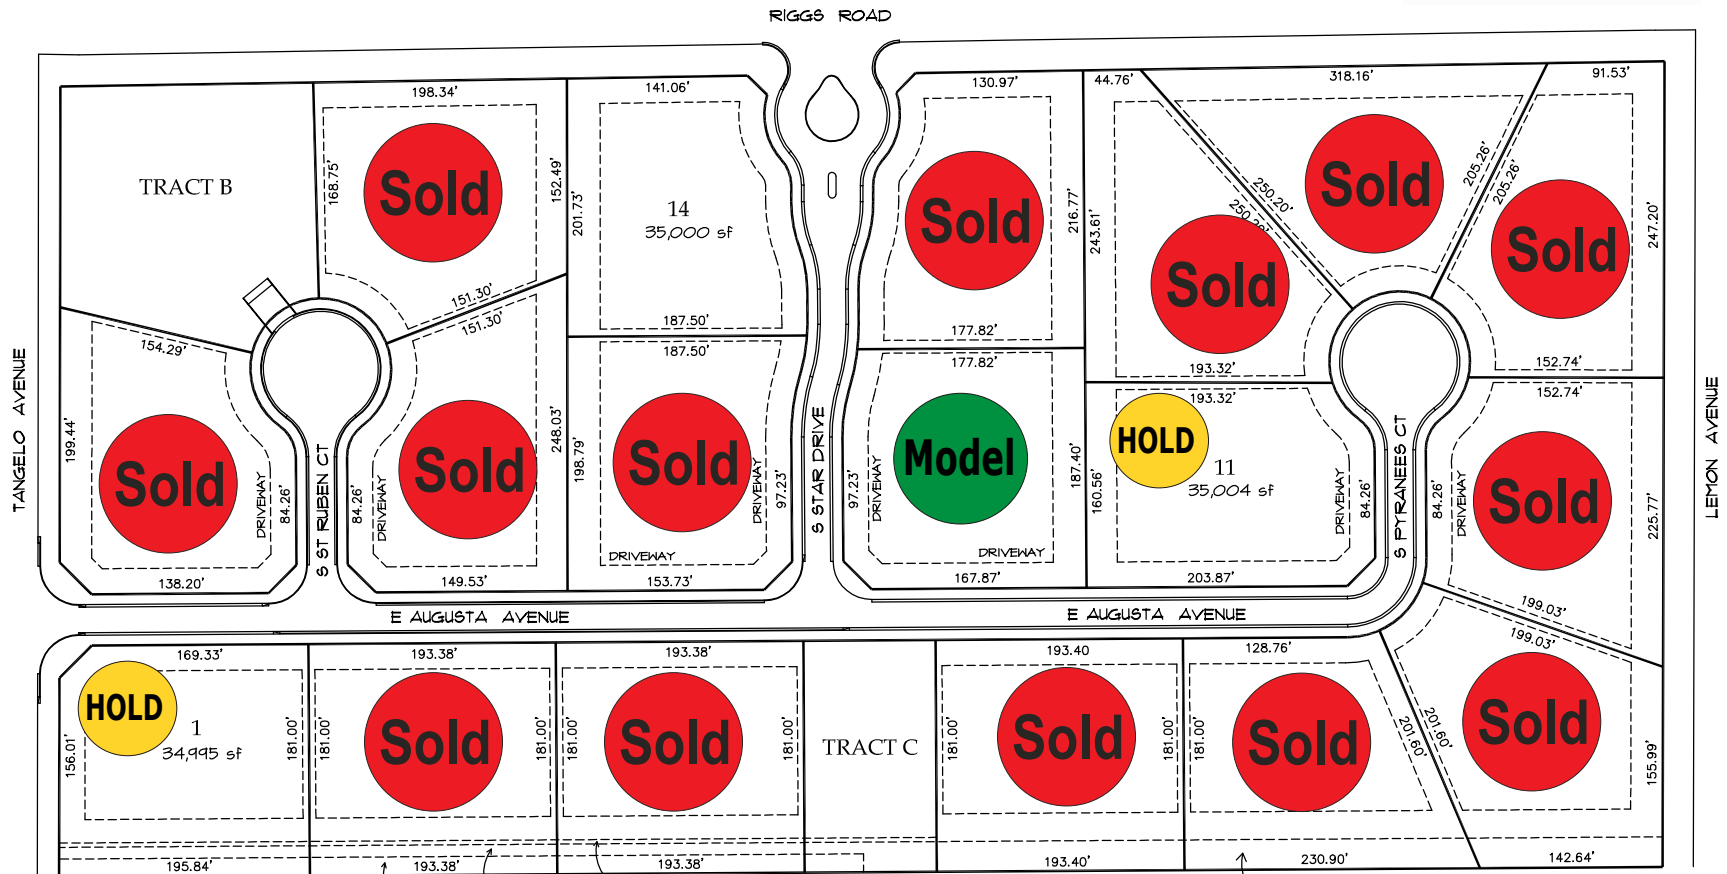 RIGGS ROAD
198.34'
141.06'
130.97'
44.76'
318.16'
91.53'
TRACT B
168.75'
Sold
152.49'
201.73'
14
35,000 sf
Sold
216.77'
243.61'
250.20'
Sold
205.26'
205.26'
Sold
247.20'
Sold
151.30'
151.30'
187.50'
187.50'
177.82'
177.82'
193.32'
193.32'
152.74'
152.74'
154.29'
TANGELO AVENUE
199.44'
Sold
DRIVEWAY
84.26'
S ST RUBEN CT
84.26'
DRIVEWAY
Sold
248.03'
198.79'
Sold
DRIVEWAY
DRIVEWAY
97.23'
S STAR DRIVE
97.23'
DRIVEWAY
Model
DRIVEWAY
187.40'
160.56'
HOLD
11
35,004 sf
DRIVEWAY
84.26'
S PYRANEES CT
84.26'
DRIVEWAY
Sold
225.77'
LEMON AVENUE
138.20'
149.53'
153.73'
167.87'
203.87'
199.03'
199.03'
E AUGUSTA AVENUE
E AUGUSTA AVENUE
169.33'
193.38'
193.38'
193.40
128.76'
HOLD
1
34,995 sf
156.01'
181.00'
181.00'
Sold
181.00'
181.00'
Sold
181.00'
TRACT C
181.00'
Sold
181.00'
181.00'
Sold
201.60'
201.60'
Sold
155.99'
195.84'
193.38'
193.38'
193.40'
230.90'
142.64'